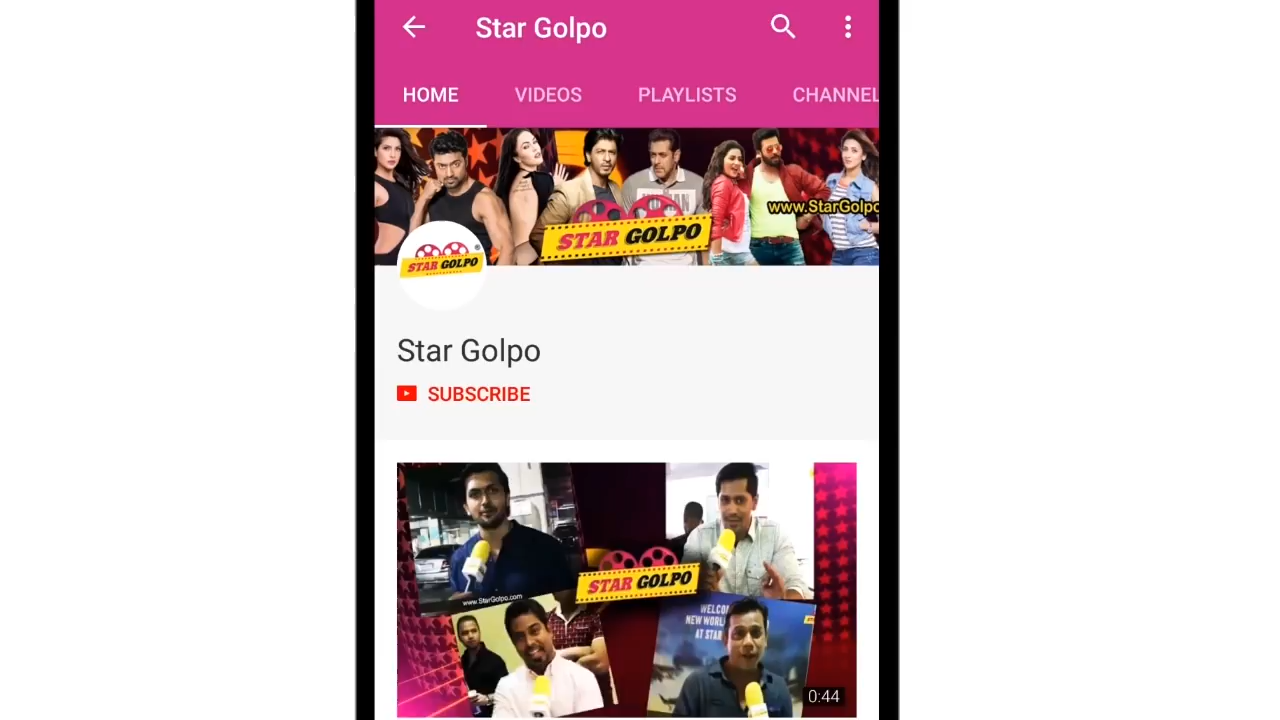 Star Golpo
HOME VIDEOS PLAYLISTS CHANNEL
www.StarGolpo
STAR GOLPO
STAR GOLPO
Star Golpo
SUBSCRIBE
STAR GOLPO
www.StarGolpo.com
WELCO
NEW WORL
AT STAR
0:44